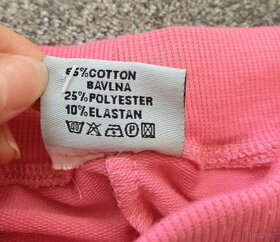 65% COTTON
BAVLNA
25% POLYESTER
10% ELASTAN